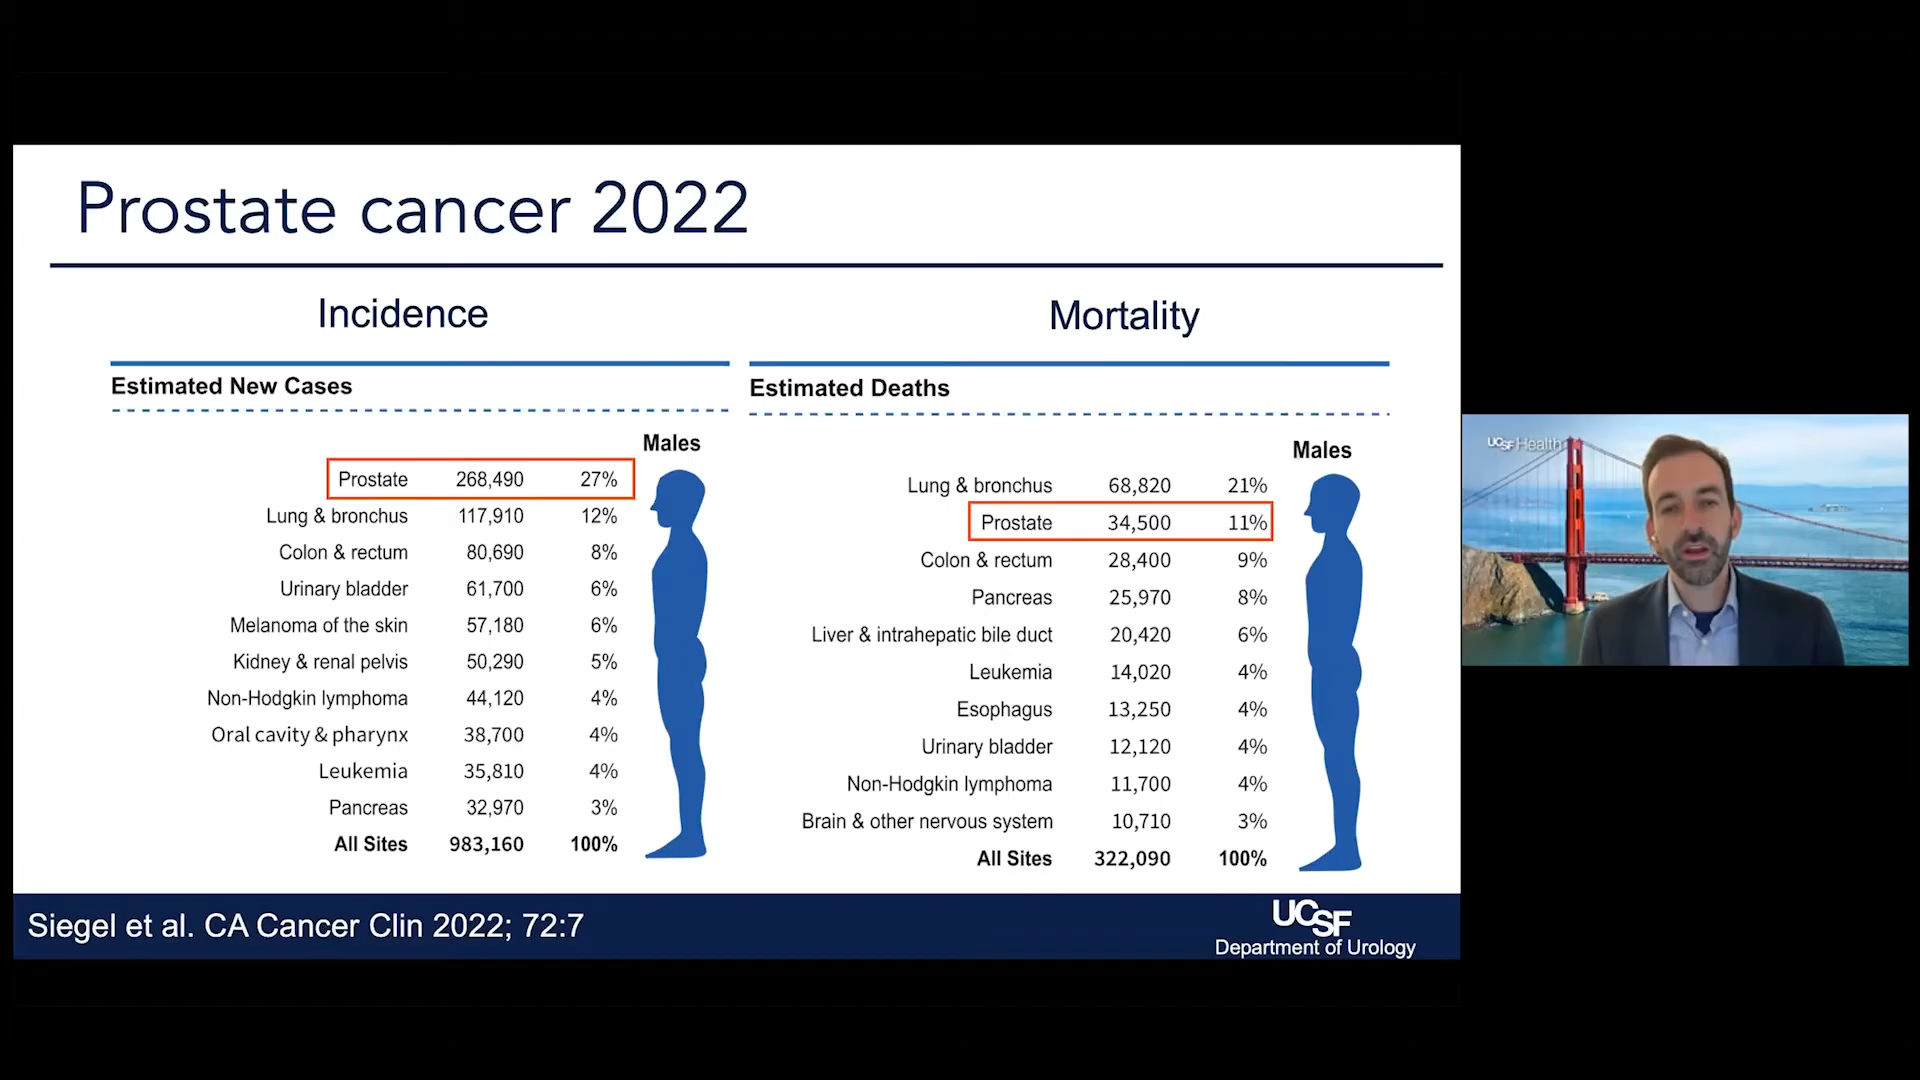 Prostate cancer 2022
Incidence
Estimated New Cases
Males
Prostate 268,490 27%
Lung & bronchus 117,910 12%
Colon & rectum 80,690 8%
Urinary bladder 61,700 6%
Melanoma of the skin 57,180 6%
Kidney & renal pelvis 50,290 5%
Non-Hodgkin lymphoma 44,120 4%
Oral cavity & pharynx 38,700 4%
Leukemia 35,810 4%
Pancreas 32,970 3%
All Sites 983,160 100%
Mortality
Estimated Deaths
Males
Lung & bronchus 68,820 21%
Prostate 34,500 11%
Colon & rectum 28,400 9%
Pancreas 25,970 8%
Liver & intrahepatic bile duct 20,420 6%
Leukemia 14,020 4%
Esophagus 13,250 4%
Urinary bladder 12,120 4%
Non-Hodgkin lymphoma 11,700 4%
Brain & other nervous system 10,710 3%
All Sites 322,090 100%
Siegel et al. CA Cancer Clin 2022; 72:7
UCSF
Department of Urology
UCSF Health